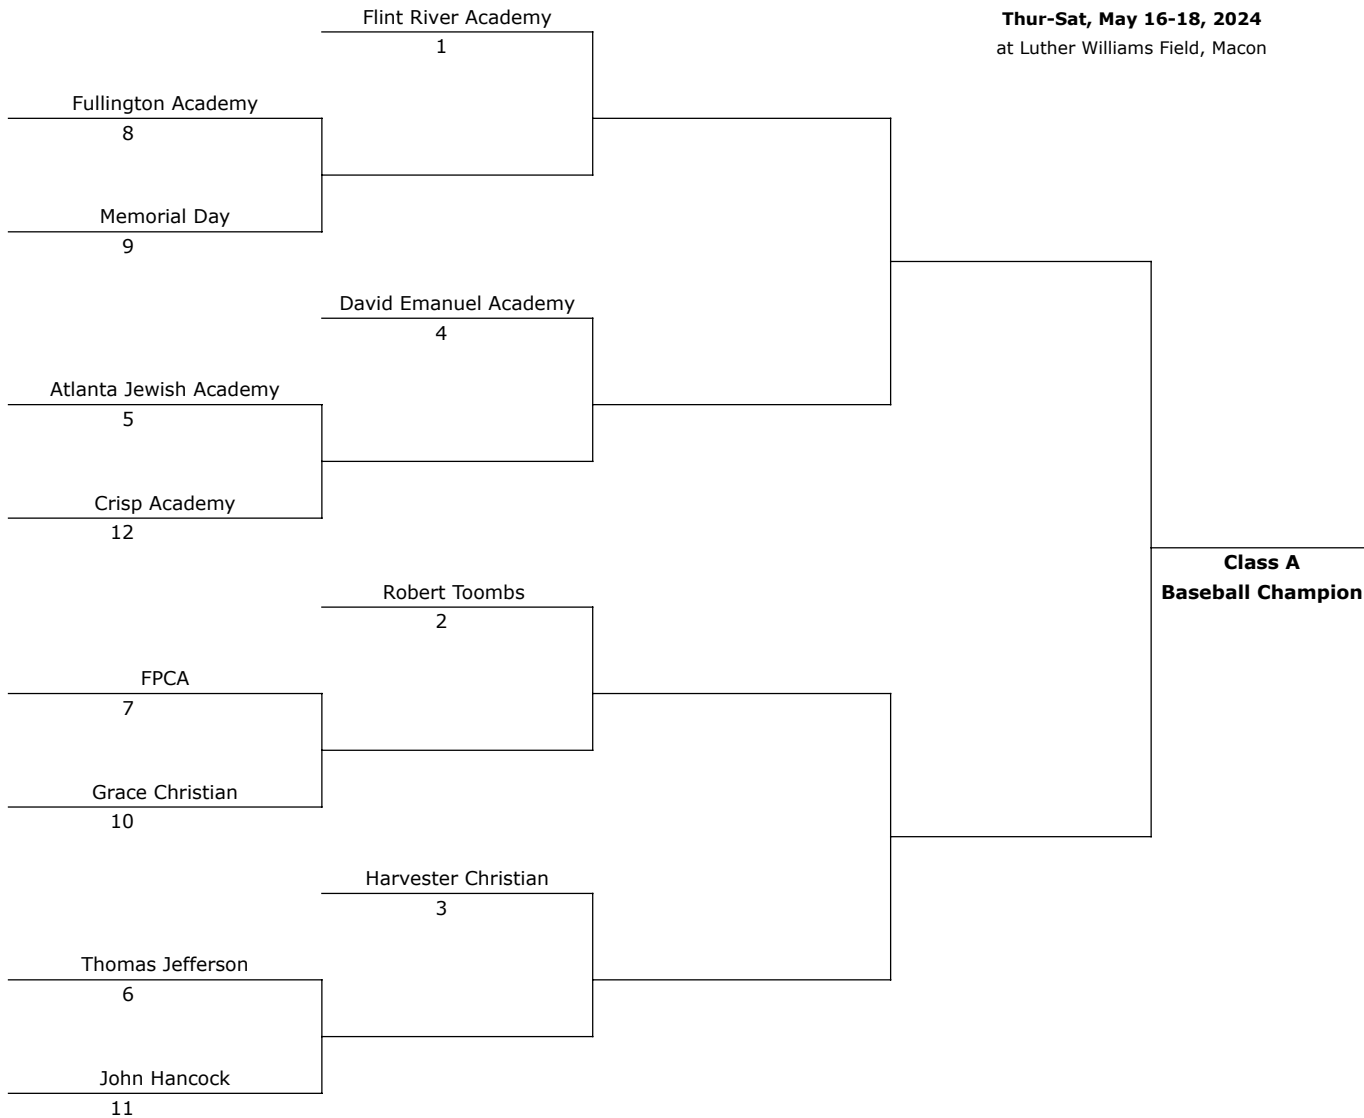 Flint River Academy
1
Thur-Sat, May 16-18, 2024
at Luther Williams Field, Macon
Fullington Academy
8
Memorial Day
9
David Emanuel Academy
4
Atlanta Jewish Academy
5
Crisp Academy
12
Class A
Baseball Champion
Robert Toombs
2
FPCA
7
Grace Christian
10
Harvester Christian
3
Thomas Jefferson
6
John Hancock
11